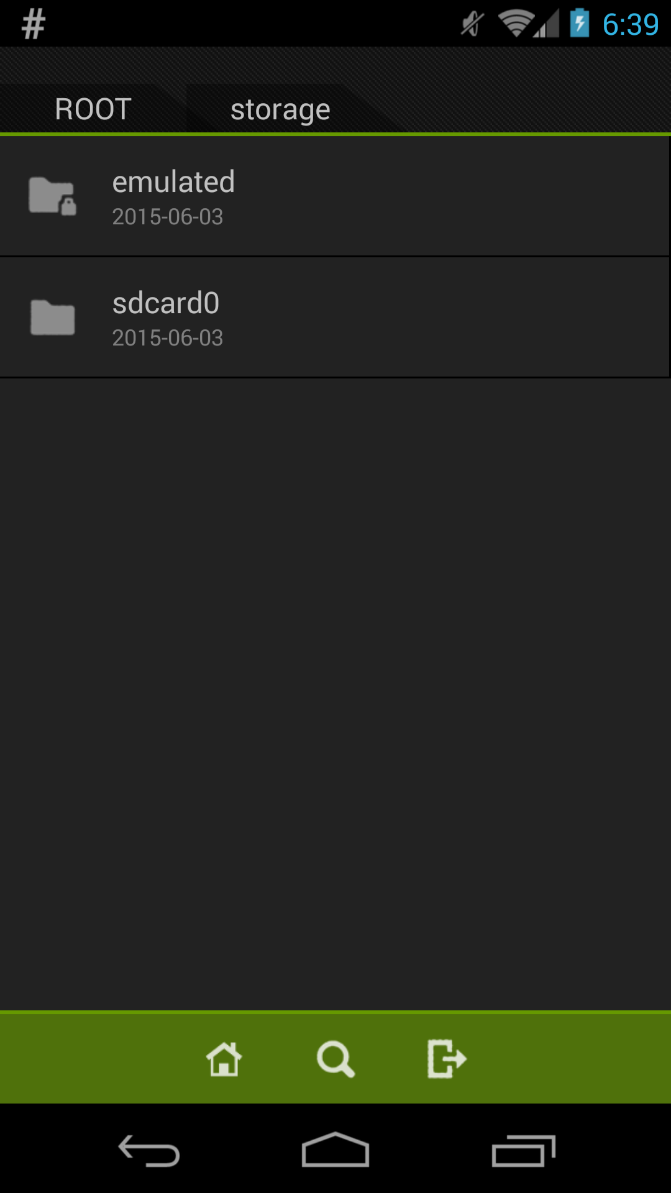 #
6:39
ROOT
storage
emulated
2015-06-03
sdcard0
2015-06-03